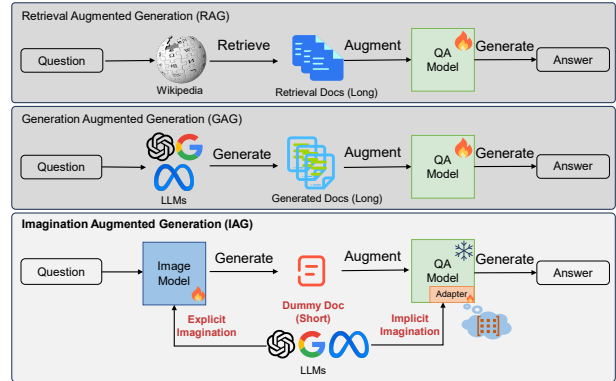 Retrieval Augmented Generation (RAG)
Question
Wikipedia
Retrieve
Retrieval Docs (Long)
Augment
QA
Model
Generate
Answer
Generation Augmented Generation (GAG)
Question
LLMs
Generate
Generated Docs (Long)
Augment
QA
Model
Generate
Answer
Imagination Augmented Generation (IAG)
Question
Image
Model
Generate
Dummy Doc
(Short)
Augment
QA
Model
Adapter
Generate
Answer
Explicit
Imagination
LLMs
Implicit
Imagination